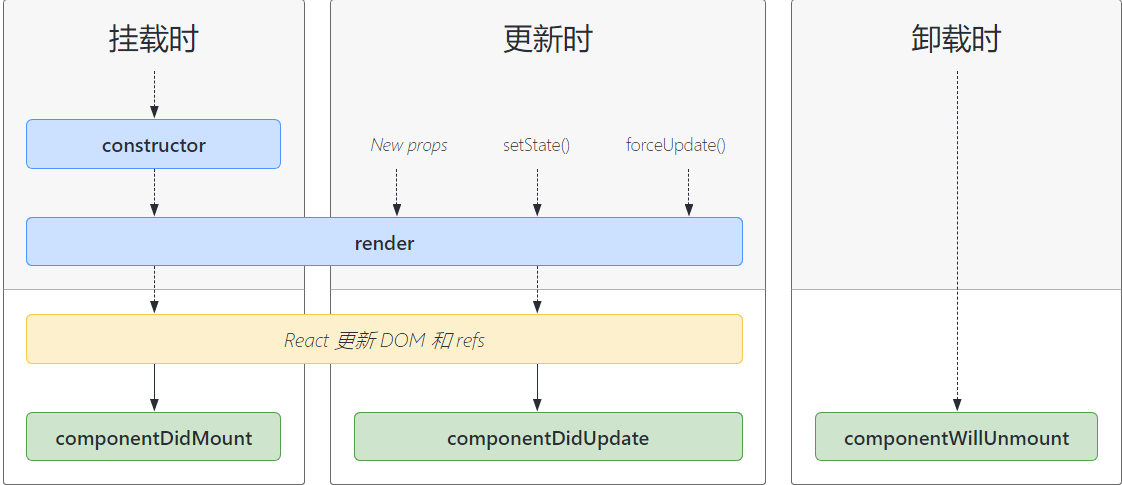 挂载时
更新时
卸载时
constructor
New props
setState()
forceUpdate()
render
React 更新 DOM 和 refs
componentDidMount
componentDidUpdate
componentWillUnmount